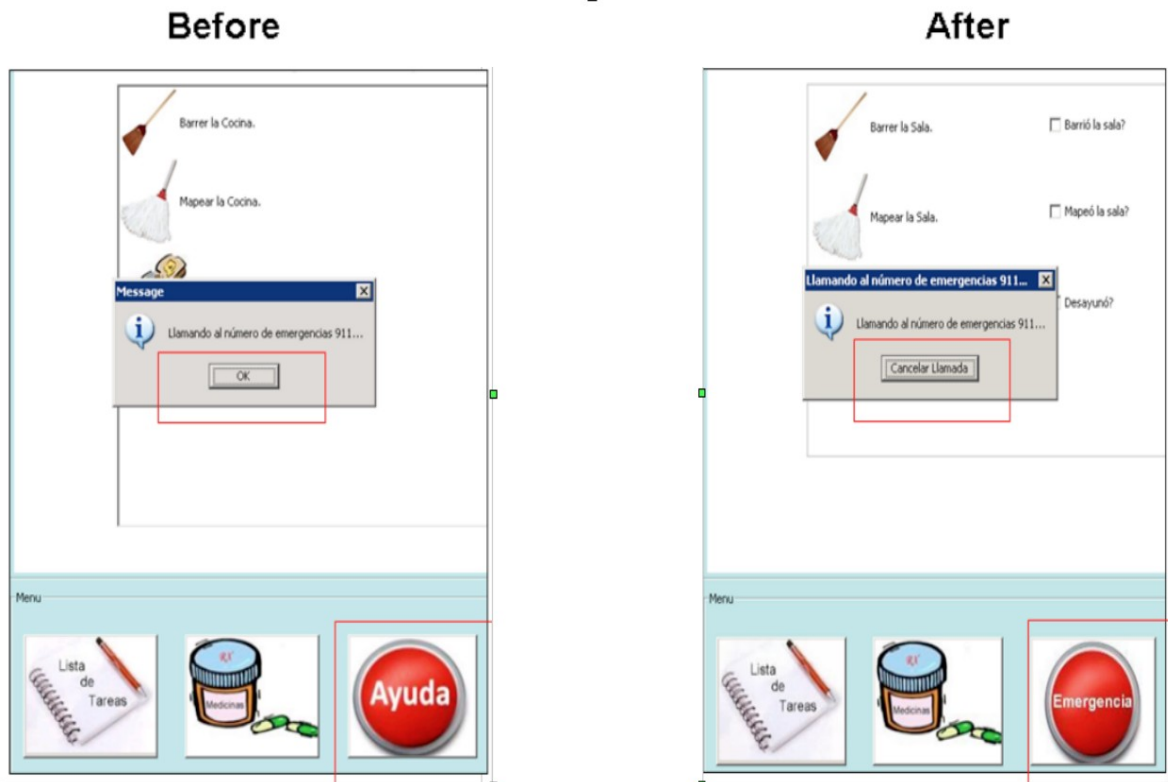 Before
Barrer la Cocina.
Mapear la Cocina.
Message
Llamando al número de emergencias 911...
OK
Menu
Lista
de
Tareas
RX
Medicinas
Ayuda
After
Barrer la Sala.
Barrió la sala?
Mapear la Sala.
Mapeó la sala?
Llamando al número de emergencias 911...
Desayunó?
Llamando al número de emergencias 911...
Cancelar Llamada
Menu
Lista
de
Tareas
RX
Medicinas
Emergencia